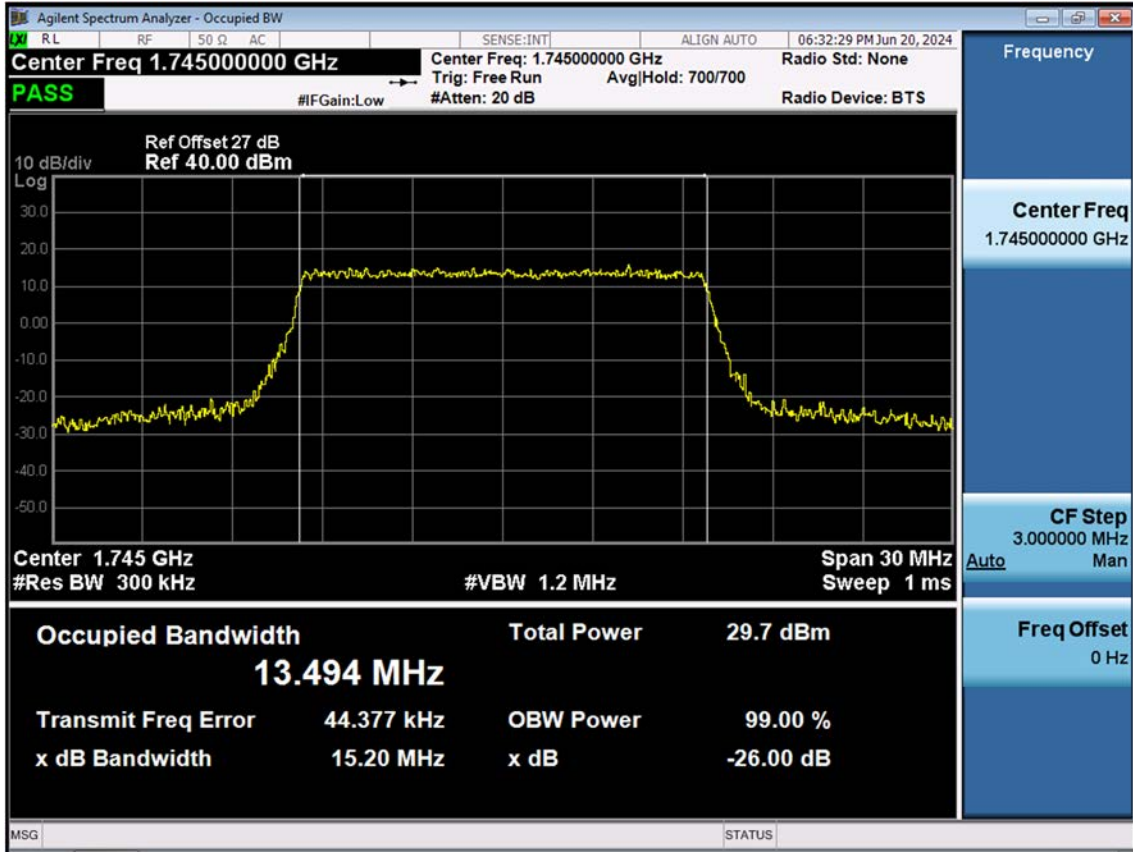 Agilent Spectrum Analyzer - Occupied BW
LXI RL RF 50 Ω AC SENSE:INT ALIGN AUTO 06:32:29 PM Jun 20, 2024
Center Freq 1.745000000 GHz
Center Freq: 1.745000000 GHz Radio Std: None
Trig: Free Run Avg|Hold: 700/700
PASS
#IFGain:Low #Atten: 20 dB Radio Device: BTS
Ref Offset 27 dB
10 dB/div Ref 40.00 dBm
Log
30.0
20.0
10.0
0.00
-10.0
-20.0
-30.0
-40.0
-50.0
Center 1.745 GHz Span 30 MHz
#Res BW 300 kHz #VBW 1.2 MHz Sweep 1 ms
Occupied Bandwidth Total Power 29.7 dBm
13.494 MHz
Transmit Freq Error 44.377 kHz OBW Power 99.00 %
x dB Bandwidth 15.20 MHz x dB -26.00 dB
MSG STATUS
Frequency
Center Freq
1.745000000 GHz
CF Step
3.000000 MHz
Auto Man
Freq Offset
0 Hz